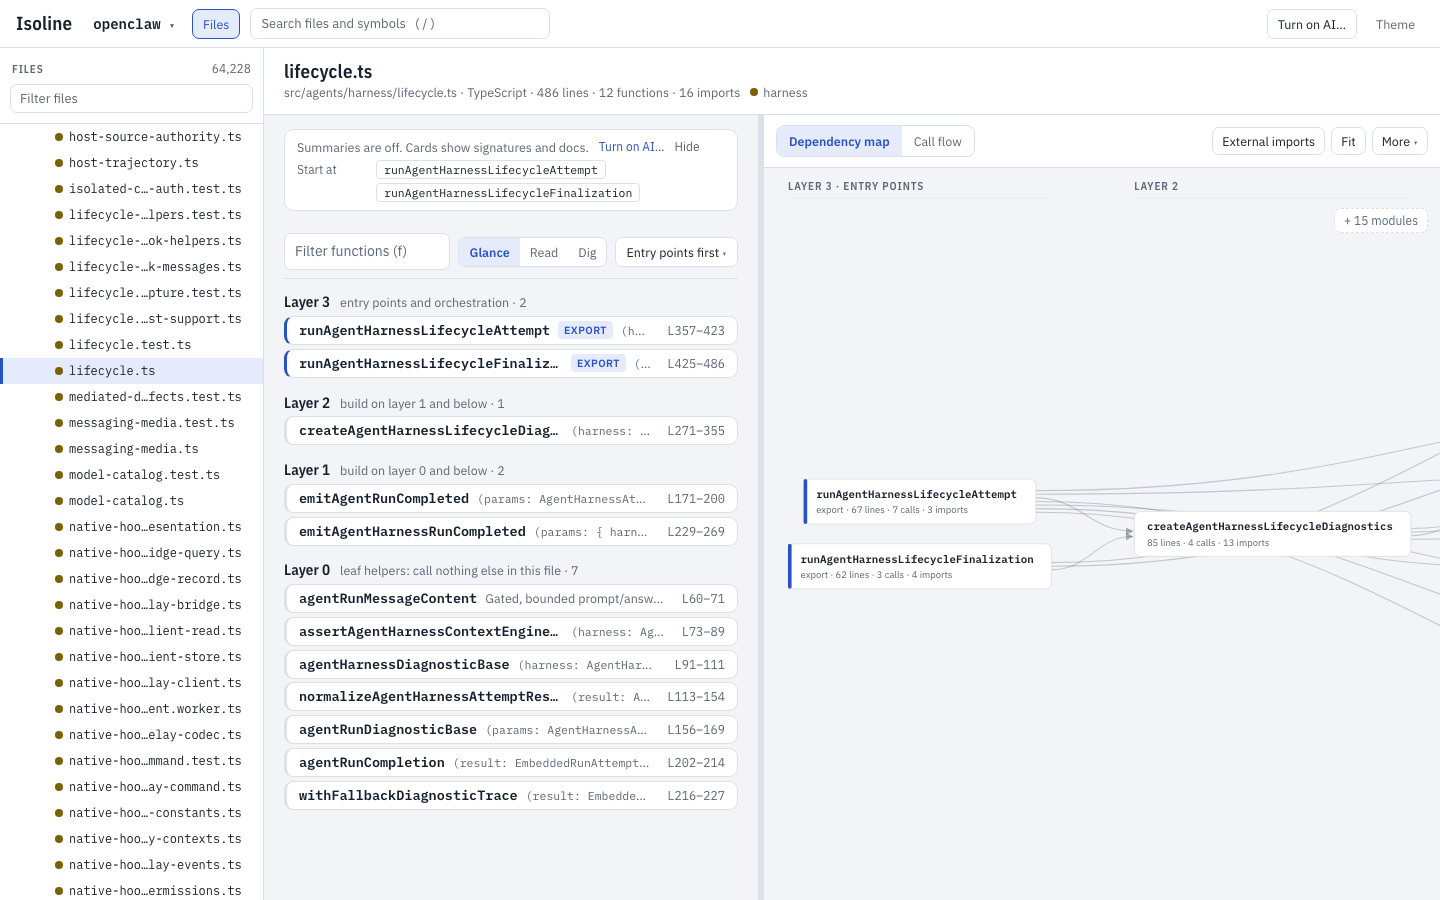 Isoline
openclaw ▾
Files
Search files and symbols (/)
Turn on AI…
Theme
FILES 64,228
Filter files
host-source-authority.ts
host-trajectory.ts
isolated-c…-auth.test.ts
lifecycle-…lpers.test.ts
lifecycle-…ok-helpers.ts
lifecycle-…k-messages.ts
lifecycle.…pture.test.ts
lifecycle.…st-support.ts
lifecycle.test.ts
lifecycle.ts
mediated-d…fects.test.ts
messaging-media.test.ts
messaging-media.ts
model-catalog.test.ts
model-catalog.ts
native-hoo…esentation.ts
native-hoo…idge-query.ts
native-hoo…dge-record.ts
native-hoo…lay-bridge.ts
native-hoo…lient-read.ts
native-hoo…ient-store.ts
native-hoo…lay-client.ts
native-hoo…ent.worker.ts
native-hoo…elay-codec.ts
native-hoo…mmand.test.ts
native-hoo…ay-command.ts
native-hoo…-constants.ts
native-hoo…y-contexts.ts
native-hoo…lay-events.ts
native-hoo…ermissions.ts
lifecycle.ts
src/agents/harness/lifecycle.ts · TypeScript · 486 lines · 12 functions · 16 imports harness
Summaries are off. Cards show signatures and docs. Turn on AI… Hide
Start at runAgentHarnessLifecycleAttempt
runAgentHarnessLifecycleFinalization
Filter functions (f) Glance Read Dig Entry points first ▾
Layer 3 entry points and orchestration · 2
runAgentHarnessLifecycleAttempt EXPORT (h… L357–423
runAgentHarnessLifecycleFinaliz… EXPORT (… L425–486
Layer 2 build on layer 1 and below · 1
createAgentHarnessLifecycleDiag… (harness: … L271–355
Layer 1 build on layer 0 and below · 2
emitAgentRunCompleted (params: AgentHarnessAt… L171–200
emitAgentHarnessRunCompleted (params: { harn… L229–269
Layer 0 leaf helpers: call nothing else in this file · 7
agentRunMessageContent Gated, bounded prompt/answ… L60–71
assertAgentHarnessContextEngine… (harness: Ag… L73–89
agentHarnessDiagnosticBase (harness: AgentHar… L91–111
normalizeAgentHarnessAttemptRes… (result: A… L113–154
agentRunDiagnosticBase (params: AgentHarnessA… L156–169
agentRunCompletion (result: EmbeddedRunAttempt… L202–214
withFallbackDiagnosticTrace (result: Embedde… L216–227
Dependency map Call flow External imports Fit More ▾
LAYER 3 · ENTRY POINTS LAYER 2
+ 15 modules
runAgentHarnessLifecycleAttempt
export · 67 lines · 7 calls · 3 imports
createAgentHarnessLifecycleDiagnostics
85 lines · 4 calls · 13 imports
runAgentHarnessLifecycleFinalization
export · 62 lines · 3 calls · 4 imports